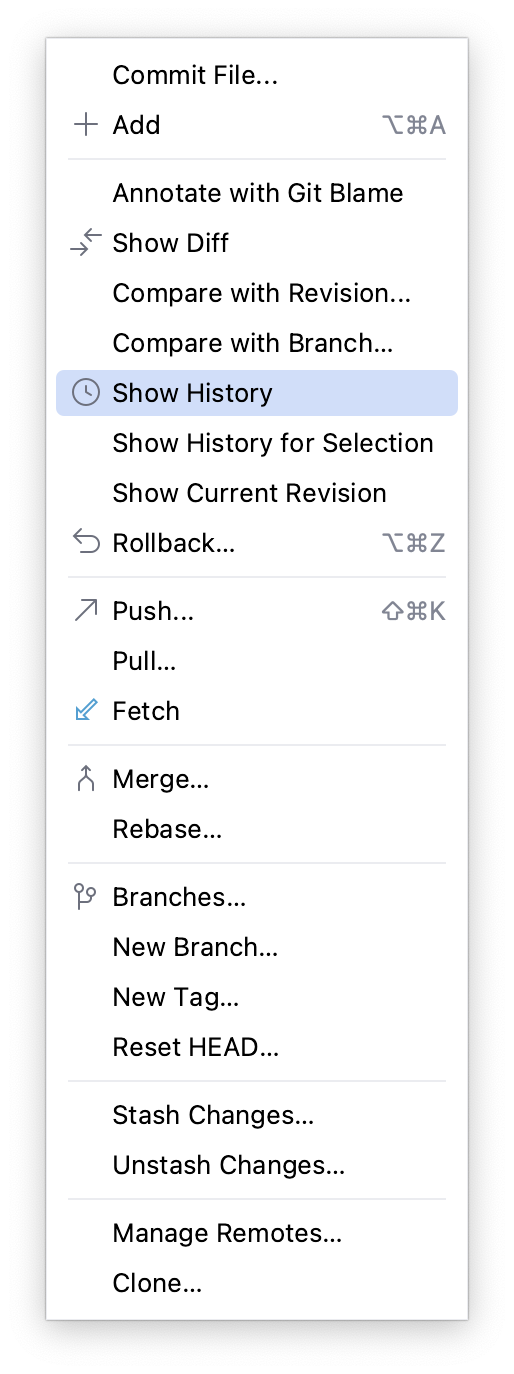 Commit File...
Add ⌥⌘A
Annotate with Git Blame
Show Diff
Compare with Revision...
Compare with Branch...
Show History
Show History for Selection
Show Current Revision
Rollback... ⌥⌘Z
Push... ⇧⌘K
Pull...
Fetch
Merge...
Rebase...
Branches...
New Branch...
New Tag...
Reset HEAD...
Stash Changes...
Unstash Changes...
Manage Remotes...
Clone...